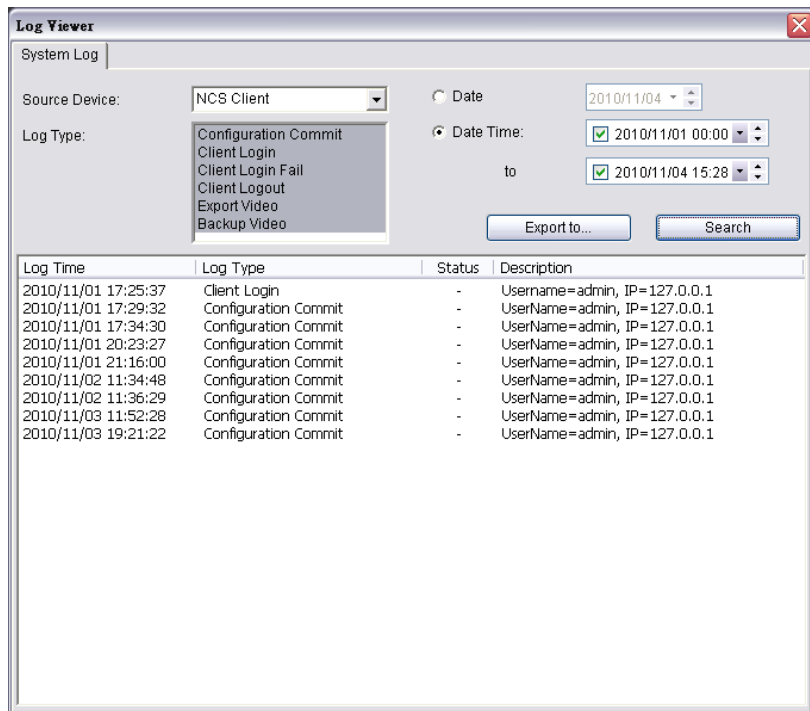 Log Viewer
System Log
Source Device: NCS Client Date 2010/11/04
Log Type: Date Time: 2010/11/01 00:00
Configuration Commit
Client Login
Client Login Fail to 2010/11/04 15:28
Client Logout
Export Video
Backup Video
Export to... Search
Log Time Log Type Status Description
2010/11/01 17:25:37 Client Login - Username=admin, IP=127.0.0.1
2010/11/01 17:29:32 Configuration Commit - UserName=admin, IP=127.0.0.1
2010/11/01 17:34:30 Configuration Commit - UserName=admin, IP=127.0.0.1
2010/11/01 20:23:27 Configuration Commit - UserName=admin, IP=127.0.0.1
2010/11/01 21:16:00 Configuration Commit - UserName=admin, IP=127.0.0.1
2010/11/02 11:34:48 Configuration Commit - UserName=admin, IP=127.0.0.1
2010/11/02 11:36:29 Configuration Commit - UserName=admin, IP=127.0.0.1
2010/11/03 11:52:28 Configuration Commit - UserName=admin, IP=127.0.0.1
2010/11/03 19:21:22 Configuration Commit - UserName=admin, IP=127.0.0.1